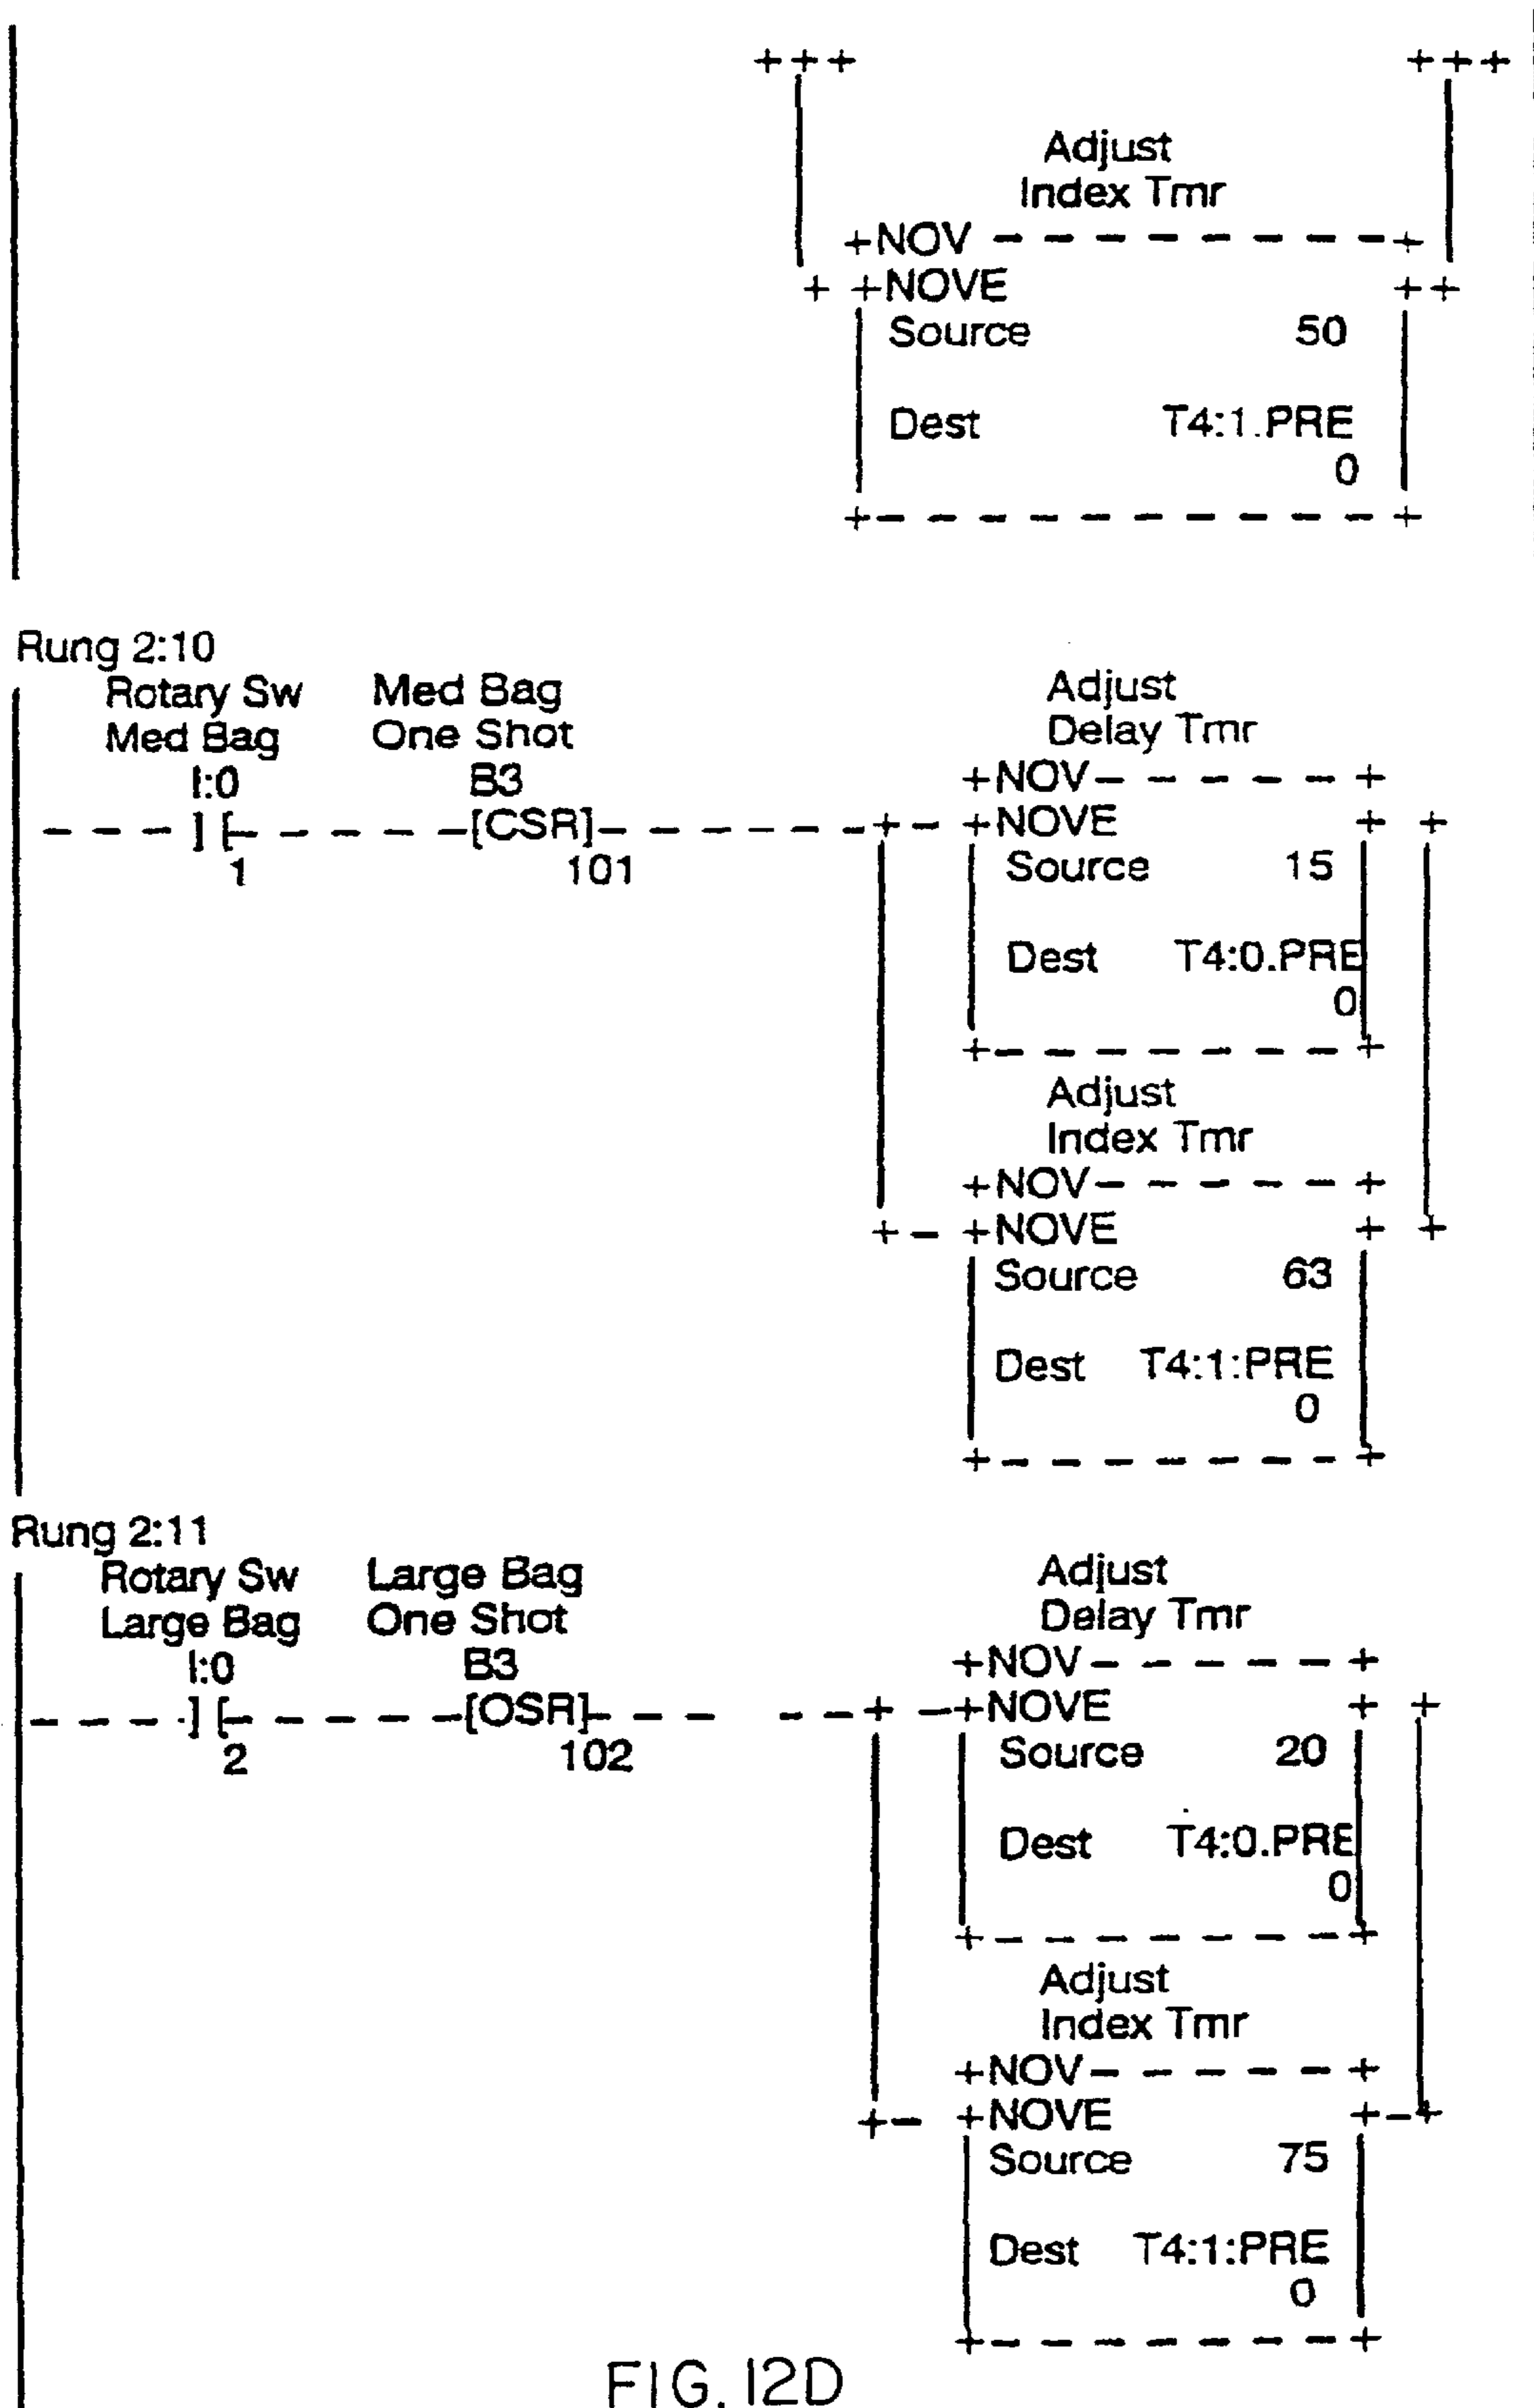 +++ +++
Adjust
Index Tmr
+NOV - - - - - - - - -+
+ +NOVE ++
Source 50
Dest T4:1.PRE
0
+- - - - - - - - - - -+
Rung 2:10
Rotary Sw Med Bag Adjust
Med Bag One Shot Delay Tmr
I:0 B3 +NOV- - - - - -+
- - - -] [- - - - - -[CSR]- - - - - - -+- +NOVE + +
1 101 Source 15
Dest T4:0.PRE
0
+- - - - - - - -+
Adjust
Index Tmr
+NOV- - - - - -+
+- +NOVE + +
Source 63
Dest T4:1:PRE
0
+- - - - - - - -+
Rung 2:11
Rotary Sw Large Bag Adjust
Large Bag One Shot Delay Tmr
I:0 B3 +NOV- - - - - -+
- - - -] [- - - - - -[OSR]- - - - - -+ -+NOVE + +
2 102 Source 20
Dest T4:0.PRE
0
+- - - - - - - -+
Adjust
Index Tmr
+NOV- - - - - -+
+- +NOVE +-+
Source 75
Dest T4:1:PRE
0
+- - - - - - - -+
FIG. 12D